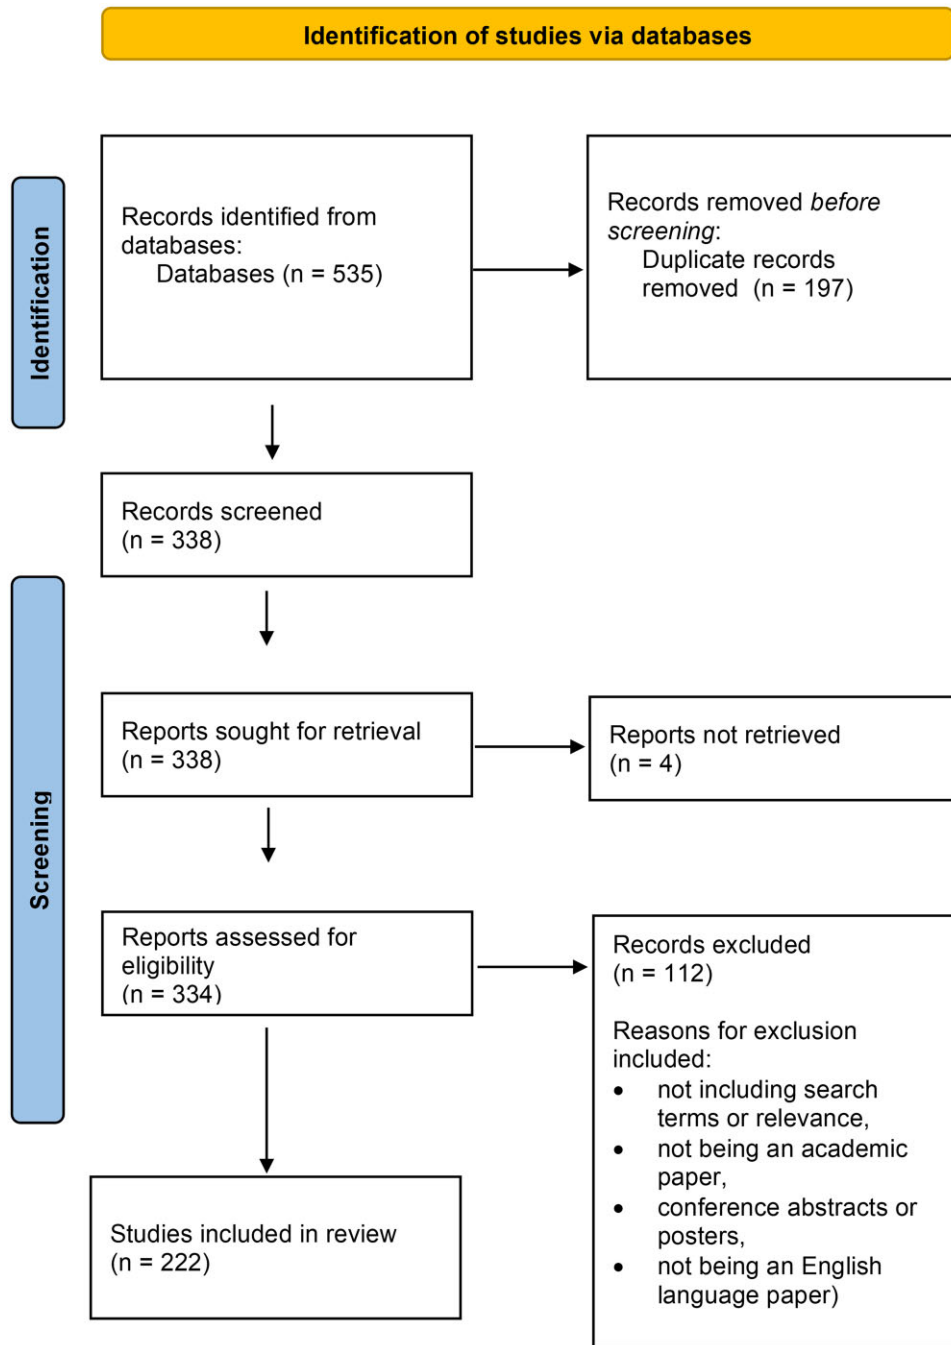 Identification of studies via databases
Identification
Records identified from
databases:
Databases (n = 535)
Records removed before
screening:
Duplicate records
removed  (n = 197)
Records screened
(n = 338)
Screening
Reports sought for retrieval
(n = 338)
Reports not retrieved
(n = 4)
Reports assessed for
eligibility
(n = 334)
Records excluded
(n = 112)
Reasons for exclusion
included:
• not including search
terms or relevance,
• not being an academic
paper,
• conference abstracts or
posters,
• not being an English
language paper)
Studies included in review
(n = 222)